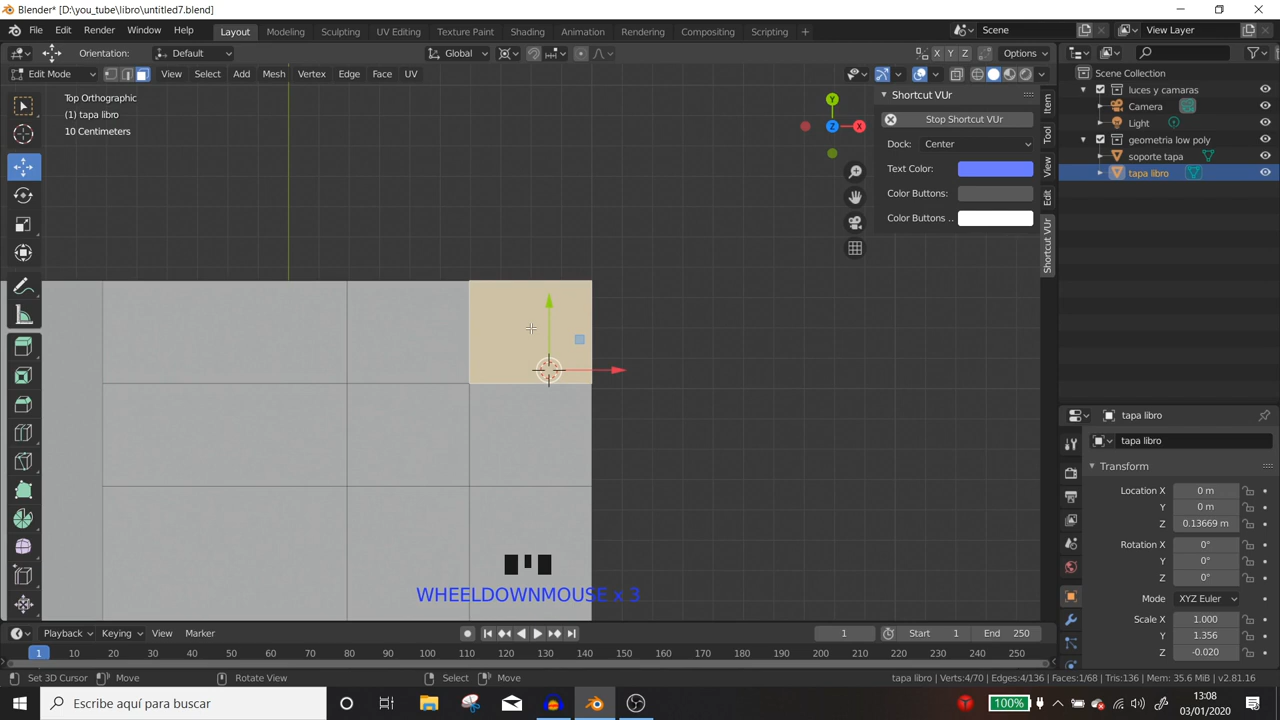 Blender* [D:\you_tube\libro\untitled7.blend]
File Edit Render Window Help Layout Modeling Sculpting UV Editing Texture Paint Shading Animation Rendering Compositing Scripting + Scene View Layer
Orientation: Default Global X Y Z Options
Edit Mode View Select Add Mesh Vertex Edge Face UV
Scene Collection
luces y camaras
Camera
Light
geometria low poly
soporte tapa
tapa libro
Top Orthographic
(1) tapa libro
10 Centimeters
Y
Z X
Shortcut VUr
Stop Shortcut VUr
Dock: Center
Text Color:
Color Buttons:
Color Buttons ..
Item
Tool
View
Edit
Shortcut VUr
WHEELDOWNMOUSE x 3
tapa libro
tapa libro
Transform
Location X 0 m
Y 0 m
Z 0.13669 m
Rotation X 0°
Y 0°
Z 0°
Mode XYZ Euler
Scale X 1.000
Y 1.356
Z -0.020
Playback Keying View Marker 1 Start 1 End 250
1 10 20 30 40 50 60 70 80 90 100 110 120 130 140 150 160 170 180 190 200 210 220 230 240 250
Set 3D Cursor Move Rotate View Select Move tapa libro | Verts:4/70 | Edges:4/136 | Faces:1/68 | Tris:136 | Mem: 35.6 MiB | v2.81.16
Escribe aquí para buscar
100%
13:08
03/01/2020